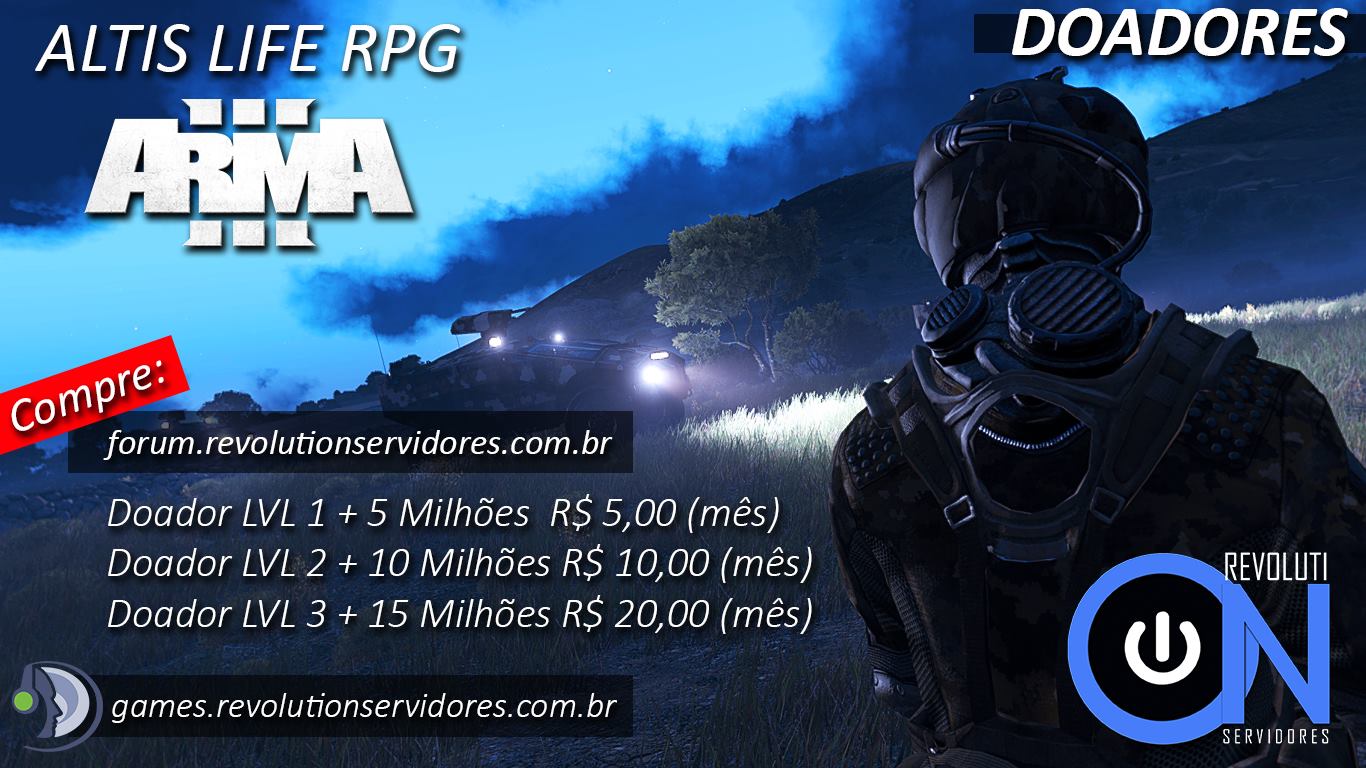 ALTIS LIFE RPG
DOADORES
ARMA
III
Compre:
forum.revolutionservidores.com.br
Doador LVL 1 + 5 Milhões R$ 5,00 (mês)
Doador LVL 2 + 10 Milhões R$ 10,00 (mês)
Doador LVL 3 + 15 Milhões R$ 20,00 (mês)
games.revolutionservidores.com.br
REVOLUTI
ON
SERVIDORES